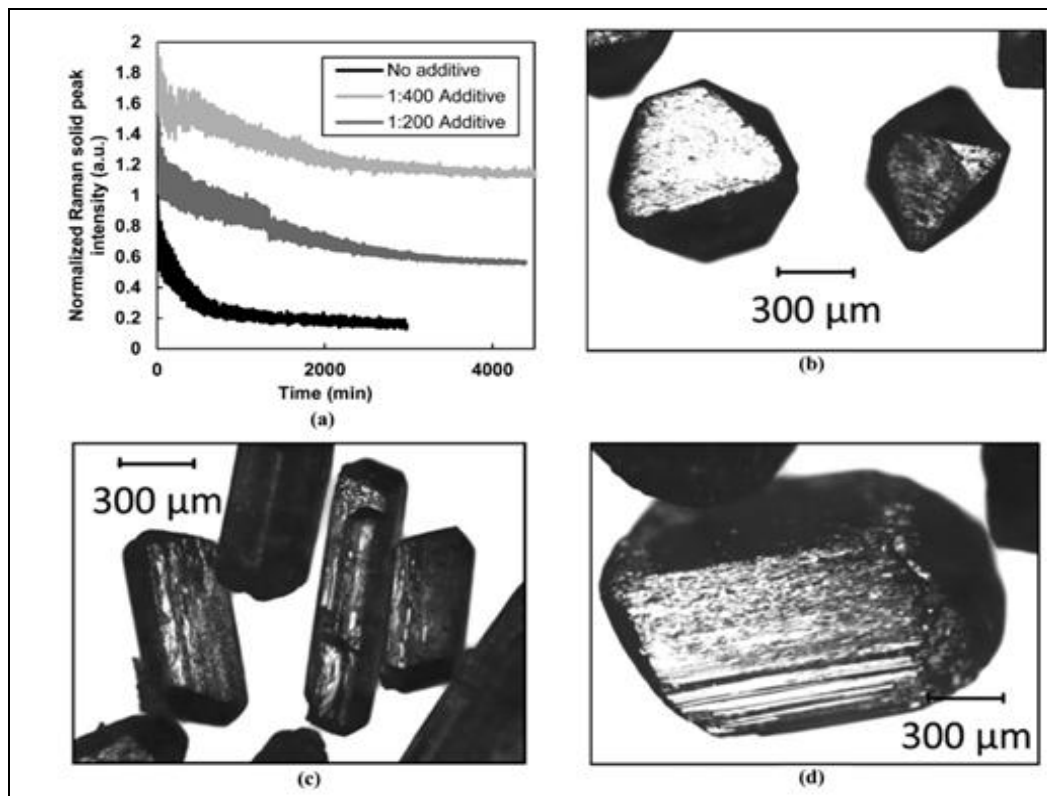 2
1.8
1.6
1.4
1.2
1
0.8
0.6
0.4
0.2
0
Normalized Raman solid peak
intensity (a.u.)
No additive
1:400 Additive
1:200 Additive
0 2000 4000
Time (min)
(a)
300 µm
(b)
300 µm
(c)
300 µm
(d)